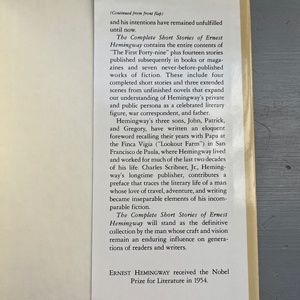 (Continued from front flap)
and his intentions have remained unfulfilled
until now.
The Complete Short Stories of Ernest
Hemingway contains the entire contents of
"The First Forty-nine" plus fourteen stories
published subsequently in books or maga-
zines and seven never-before-published
works of fiction. These include four
completed short stories and three extended
scenes from unfinished novels that expand
our understanding of Hemingway's private
and public persona as a celebrated literary
figure, war correspondent, and father.
Hemingway's three sons, John, Patrick,
and Gregory, have written an eloquent
foreword recalling their years with Papa at
the Finca Vigia ("Lookout Farm") in San
Francisco de Paula, where Hemingway lived
and worked for much of the last two decades
of his life. Charles Scribner, Jr., Heming-
way's longtime publisher, contributes a
preface that traces the literary life of a man
whose love of travel, adventure, and writing
became inseparable elements of his incom-
parable fiction.
The Complete Short Stories of Ernest
Hemingway will stand as the definitive
collection by the man whose craft and vision
remain an enduring influence on genera-
tions of readers and writers.
ERNEST HEMINGWAY received the Nobel
Prize for Literature in 1954.